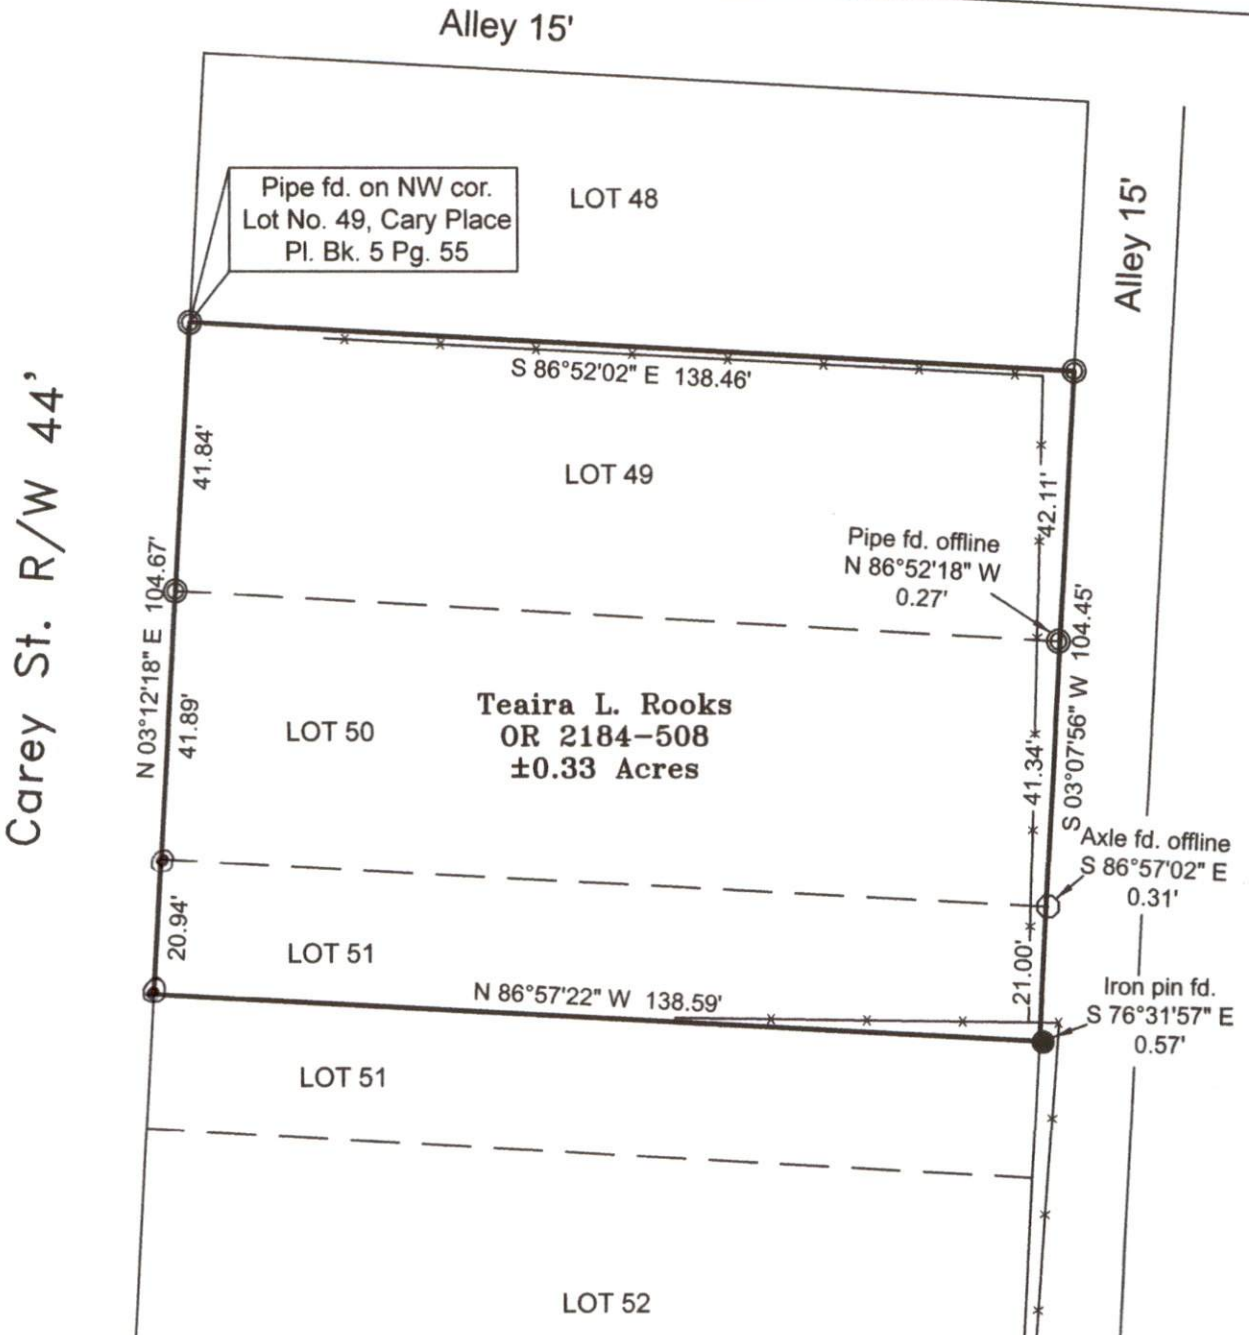 Alley 15'
Pipe fd. on NW cor.
Lot No. 49, Cary Place
Pl. Bk. 5 Pg. 55
LOT 48
Alley 15'
S 86°52'02" E 138.46'
Carey St. R/W 44'
41.84'
LOT 49
42.11'
Pipe fd. offline
N 86°52'18" W
0.27'
N 03°12'18" E 104.67'
S 03°07'56" W 104.45'
Teaira L. Rooks
OR 2184-508
±0.33 Acres
LOT 50
41.89'
41.34'
Axle fd. offline
S 86°57'02" E
0.31'
20.94'
LOT 51
21.00'
N 86°57'22" W 138.59'
Iron pin fd.
S 76°31'57" E
0.57'
LOT 51
LOT 52